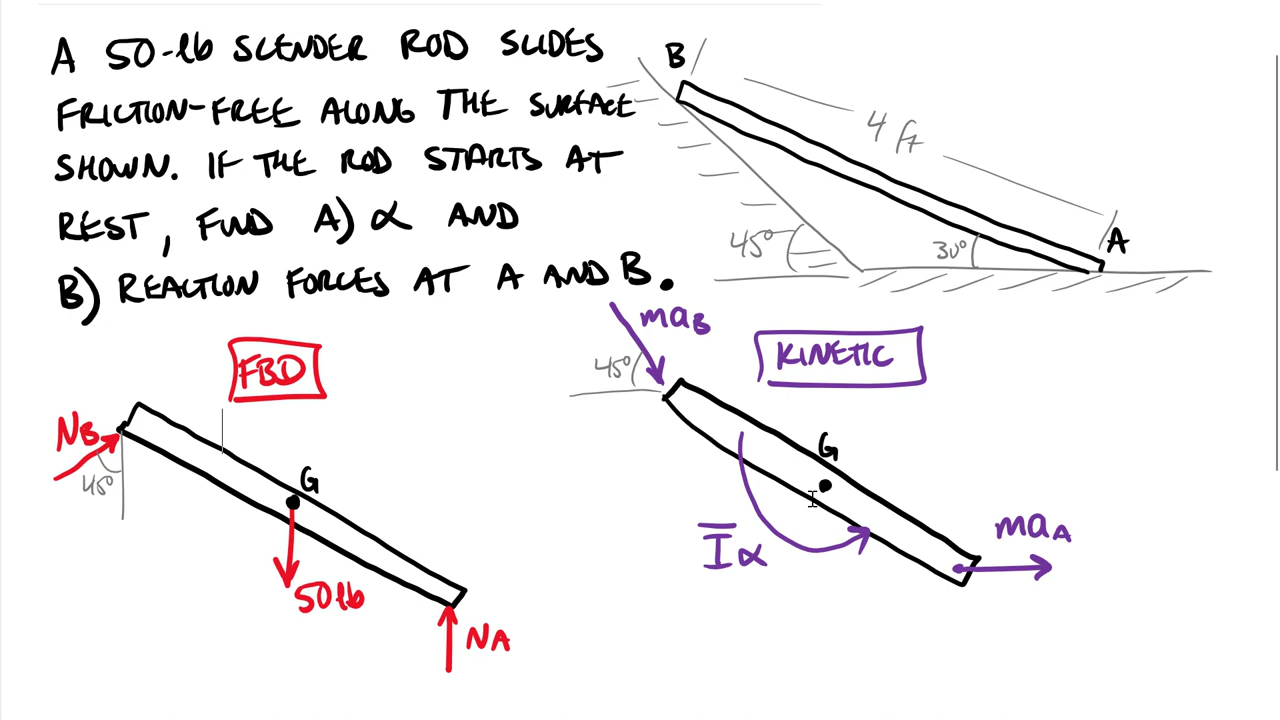 A 50-lb SLENDER ROD SLIDES
FRICTION-FREE ALONG THE SURFACE
SHOWN. IF THE ROD STARTS AT
REST, FIND A) α AND
B) REACTION FORCES AT A AND B.
B
4 ft
A
45°
30°
FBD
NB
45°
G
50 lb
NA
KINETIC
maB
45°
G
Īα
maA